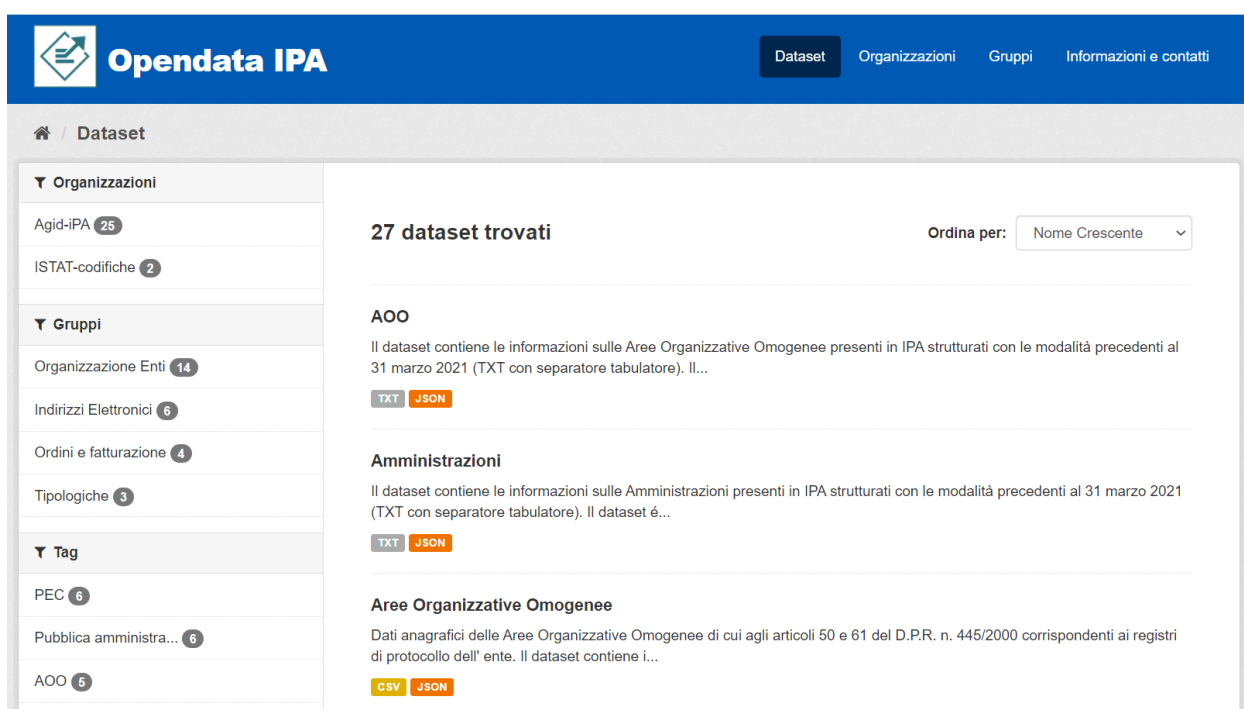 Opendata IPA
Dataset
Organizzazioni
Gruppi
Informazioni e contatti
/ Dataset
Organizzazioni
Agid-iPA 25
ISTAT-codifiche 2
Gruppi
Organizzazione Enti 14
Indirizzi Elettronici 6
Ordini e fatturazione 4
Tipologiche 3
Tag
PEC 6
Pubblica amministra... 6
AOO 5
27 dataset trovati
Ordina per: Nome Crescente
AOO
Il dataset contiene le informazioni sulle Aree Organizzative Omogenee presenti in IPA strutturati con le modalità precedenti al
31 marzo 2021 (TXT con separatore tabulatore). Il...
TXT JSON
Amministrazioni
Il dataset contiene le informazioni sulle Amministrazioni presenti in IPA strutturati con le modalità precedenti al 31 marzo 2021
(TXT con separatore tabulatore). Il dataset é...
TXT JSON
Aree Organizzative Omogenee
Dati anagrafici delle Aree Organizzative Omogenee di cui agli articoli 50 e 61 del D.P.R. n. 445/2000 corrispondenti ai registri
di protocollo dell' ente. Il dataset contiene i...
CSV JSON